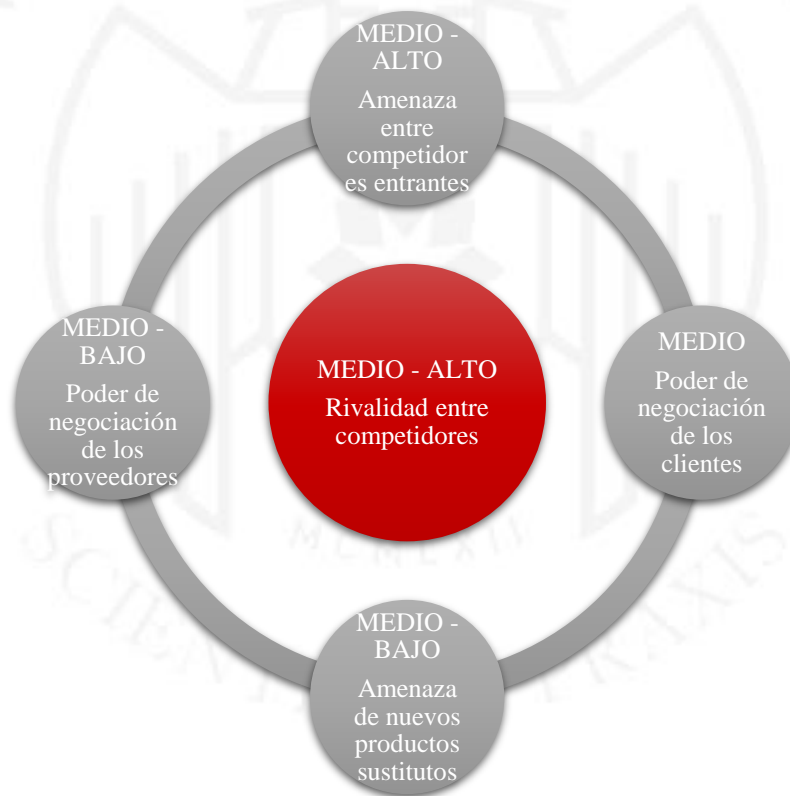 MEDIO -
ALTO
Amenaza
entre
competidor
es entrantes
MEDIO -
BAJO
Poder de
negociación
de los
proveedores
MEDIO - ALTO
Rivalidad entre
competidores
MEDIO
Poder de
negociación
de los
clientes
MEDIO -
BAJO
Amenaza
de nuevos
productos
sustitutos
MCMLXII